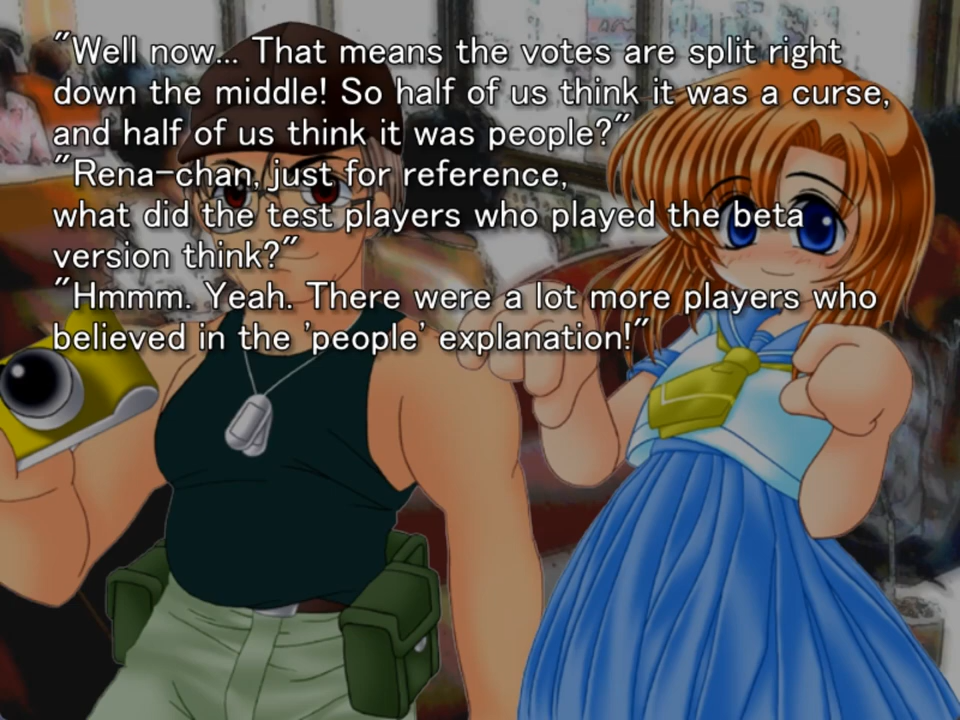 "Well now... That means the votes are split right
down the middle! So half of us think it was a curse,
and half of us think it was people?"
"Rena-chan, just for reference,
what did the test players who played the beta
version think?"
"Hmmm. Yeah. There were a lot more players who
believed in the 'people' explanation!"